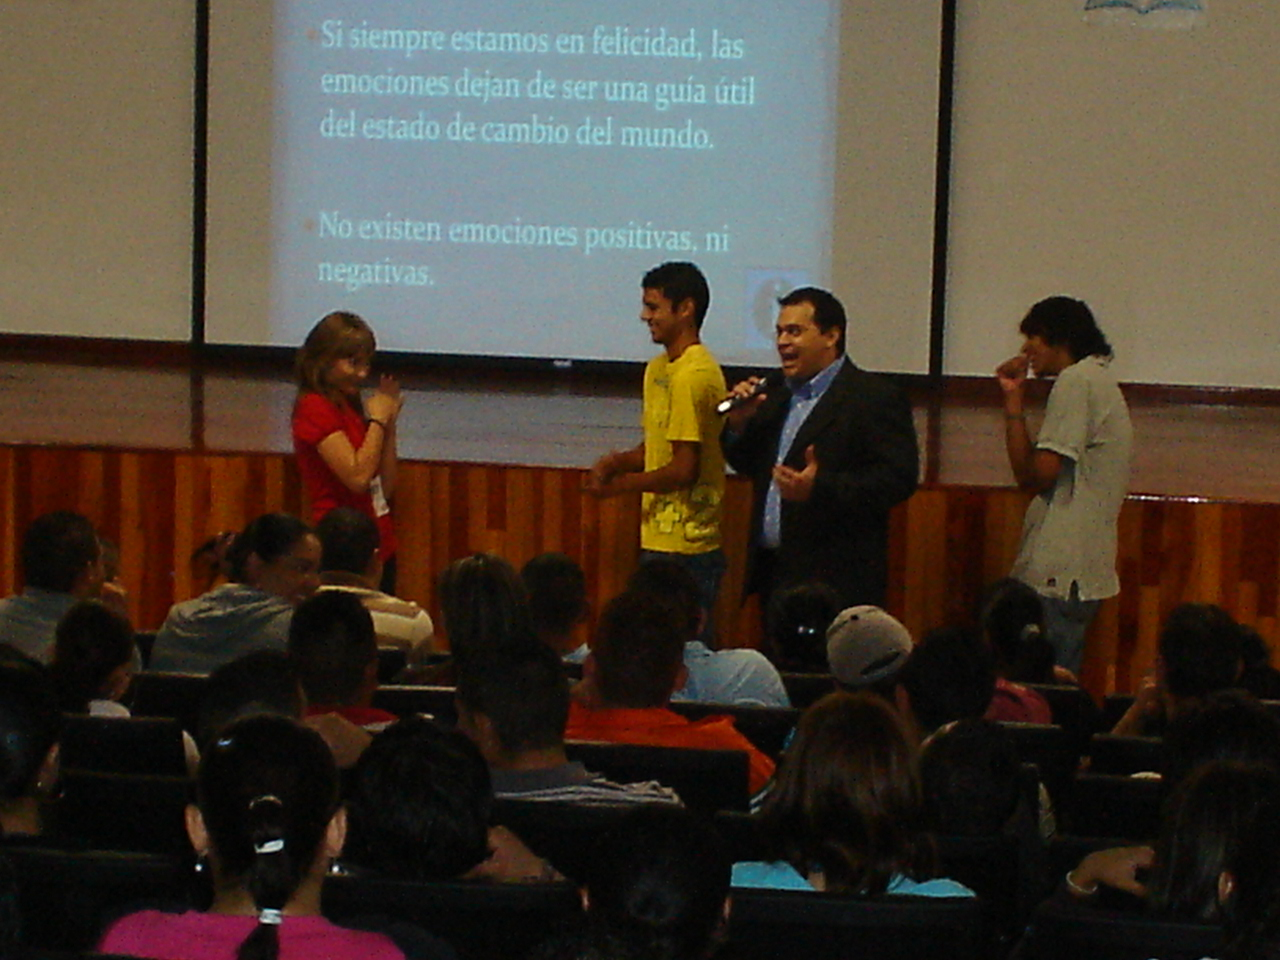 Si siempre estamos en felicidad, las
emociones dejan de ser una guía útil
del estado de cambio del mundo.
No existen emociones positivas, ni
negativas.